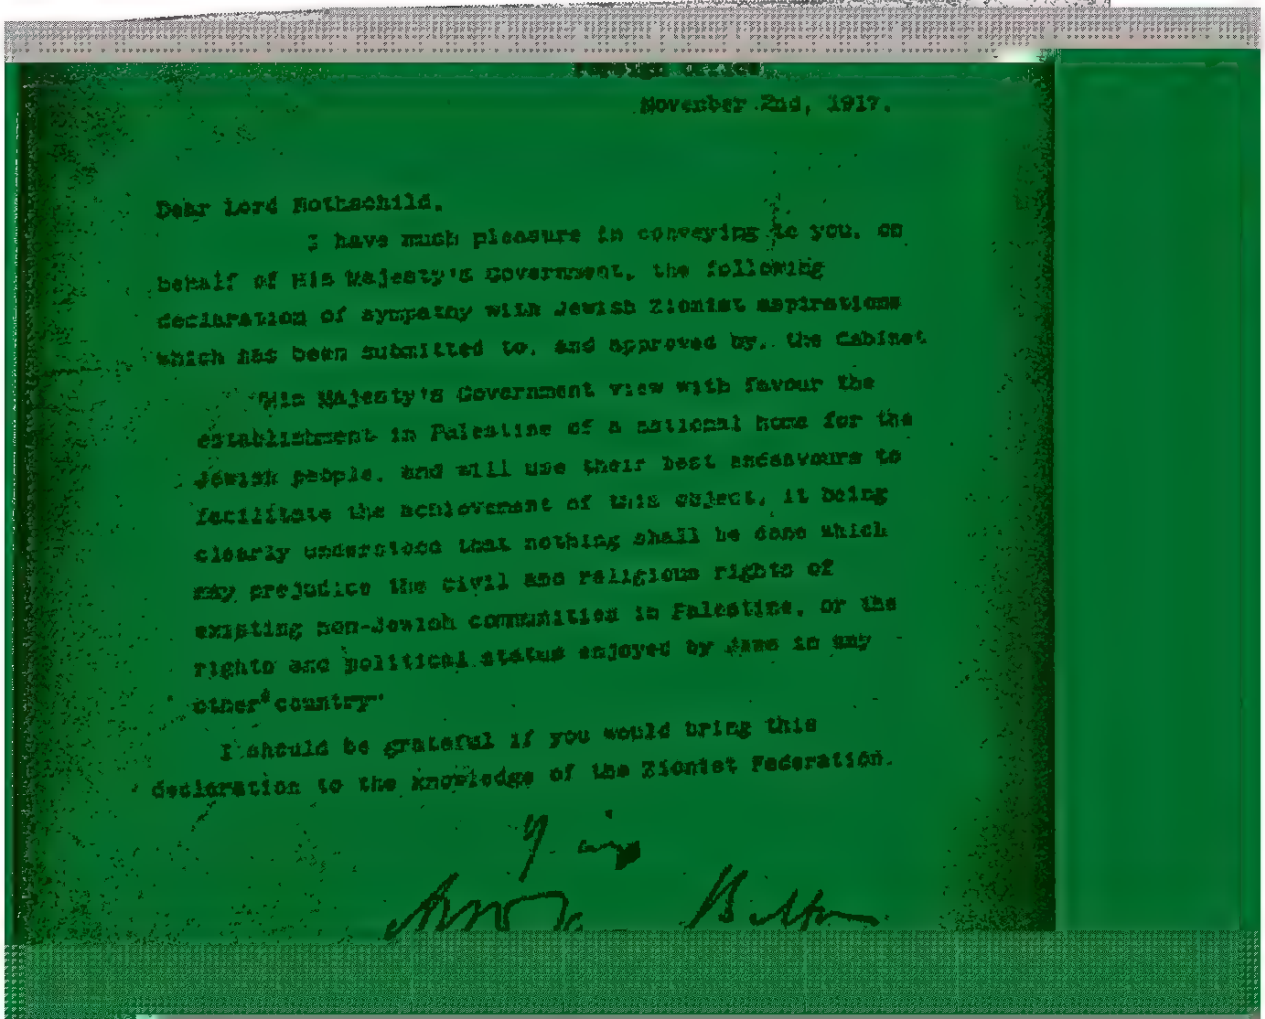 November 2nd, 1917.
Dear Lord Rothschild,
I have much pleasure in conveying to you, on
behalf of His Majesty's Government, the following
declaration of sympathy with Jewish Zionist aspirations
which has been submitted to, and approved by, the Cabinet
"His Majesty's Government view with favour the
establishment in Palestine of a national home for the
Jewish people, and will use their best endeavours to
facilitate the achievement of this object, it being
clearly understood that nothing shall be done which
may prejudice the civil and religious rights of
existing non-Jewish communities in Palestine, or the
rights and political status enjoyed by Jews in any
other country"
I should be grateful if you would bring this
declaration to the knowledge of the Zionist Federation.